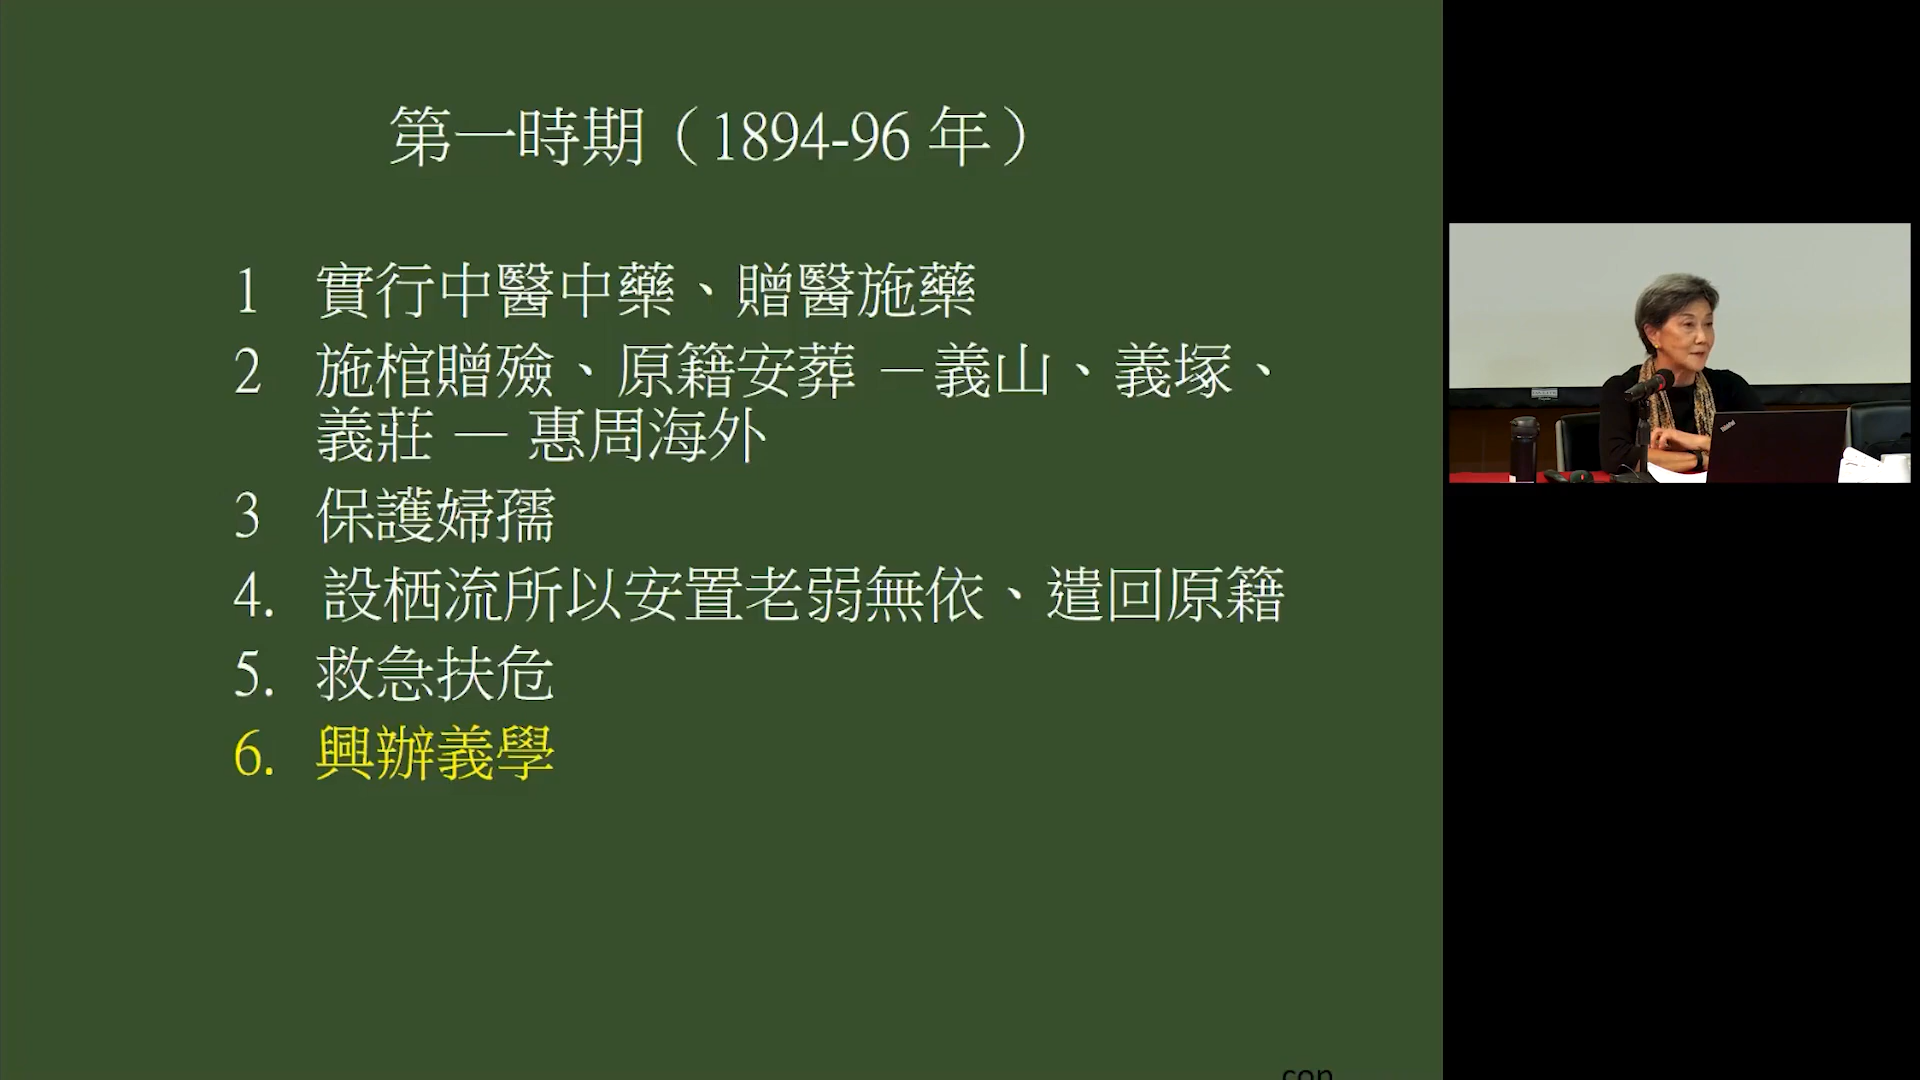 第一時期（1894-96 年）
1 實行中醫中藥、贈醫施藥
2 施棺贈殮、原籍安葬 －義山、義塚、
義莊 — 惠周海外
3 保護婦孺
4. 設栖流所以安置老弱無依、遣回原籍
5. 救急扶危
6. 興辦義學
con